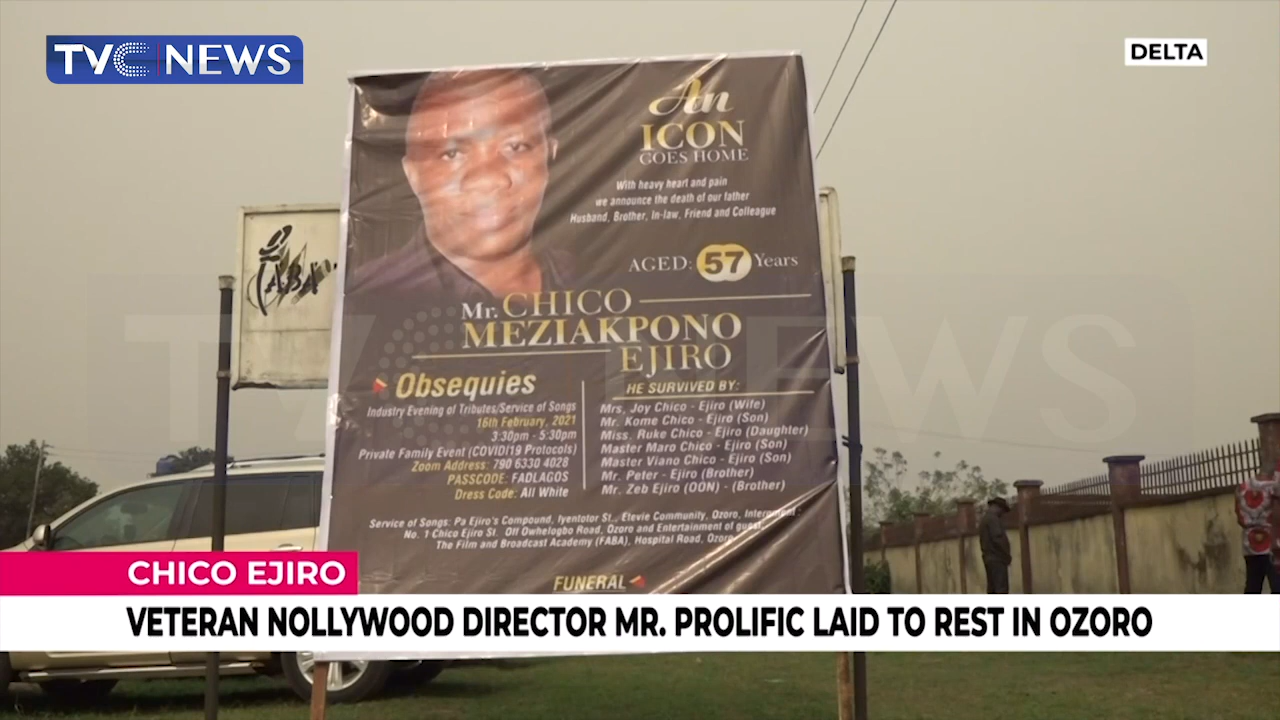 TVC NEWS
DELTA
An
ICON
GOES HOME
With heavy heart and pain
we announce the death of our father
Husband, Brother, In-law, Friend and Colleague
AGED: 57 Years
Mr. CHICO
MEZIAKPONO
EJIRO
Obsequies
Industry Evening of Tributes/Service of Songs
16th February, 2021
3:30pm - 5:30pm
Private Family Event (COVIDI19 Protocols)
Zoom Address: 790 6330 4028
PASSCODE: FADLAGOS
Dress Code: All White
HE SURVIVED BY:
Mrs, Joy Chico - Ejiro (Wife)
Mr. Kome Chico - Ejiro (Son)
Miss. Ruke Chico - Ejiro (Daughter)
Master Maro Chico - Ejiro (Son)
Master Viano Chico - Ejiro (Son)
Mr. Peter - Ejiro (Brother)
Mr. Zeb Ejiro (OON) - (Brother)
Service of Songs: Pa Ejiro's Compound, Iyentotor St., Etevie Community, Ozoro, Interment:
No. 1 Chico Ejiro St. Off Owhelogbo Road, Ozoro and Entertainment of guest
The Film and Broadcast Academy (FABA), Hospital Road, Ozoro
FUNERAL
FABA
TVC NEWS
CHICO EJIRO
VETERAN NOLLYWOOD DIRECTOR MR. PROLIFIC LAID TO REST IN OZORO